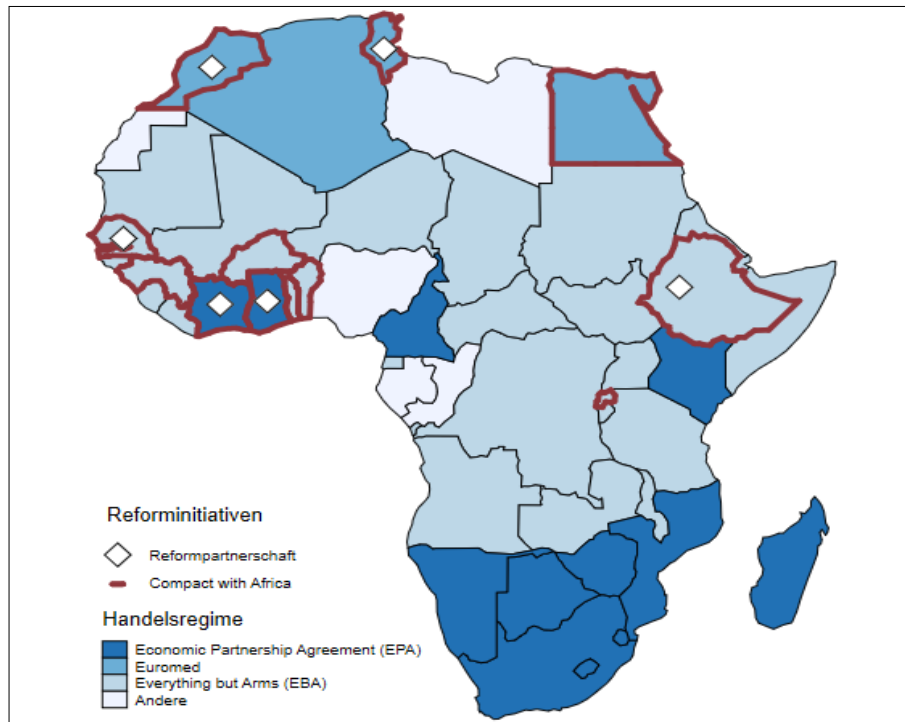 Reforminitiativen
Reformpartnerschaft
Compact with Africa
Handelsregime
Economic Partnership Agreement (EPA)
Euromed
Everything but Arms (EBA)
Andere